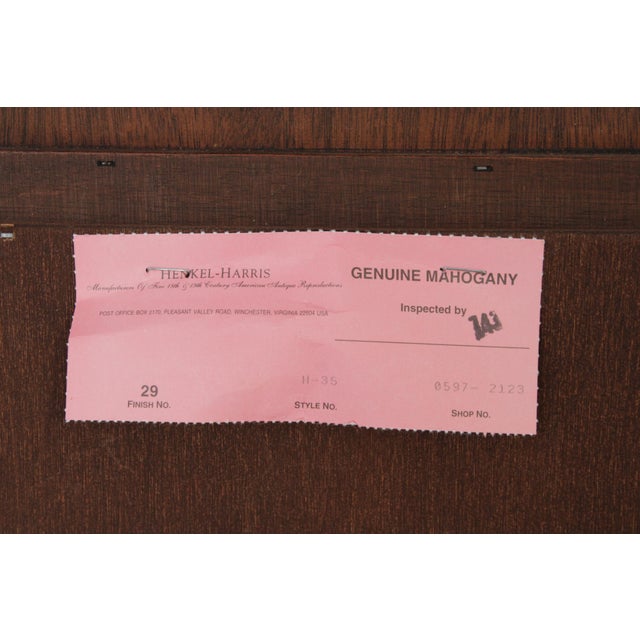 HENKEL-HARRIS
Manufacturers Of Fine 18th & 19th Century American Antique Reproductions
POST OFFICE BOX 2170, PLEASANT VALLEY ROAD, WINCHESTER, VIRGINIA 22604 USA
GENUINE MAHOGANY
Inspected by 143
29
FINISH NO.
H-35
STYLE NO.
0597- 2123
SHOP NO.